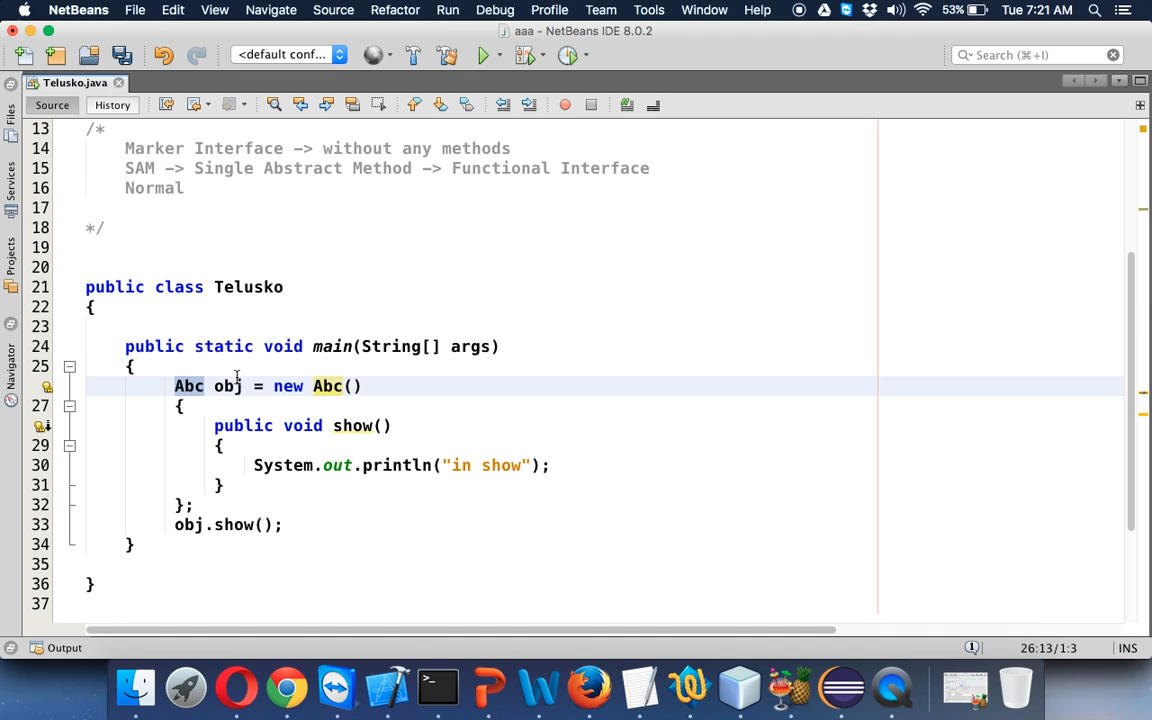 NetBeans File Edit View Navigate Source Refactor Run Debug Profile Team Tools Window Help 53% Tue 7:21 AM
aaa - NetBeans IDE 8.0.2
<default conf... Search (⌘+I)
Telusko.java
Source History
Files
Services
Projects
Navigator
13 /*
14 Marker Interface -> without any methods
15 SAM -> Single Abstract Method -> Functional Interface
16 Normal
17
18 */
19
20
21 public class Telusko
22 {
23
24 public static void main(String[] args)
25 {
Abc obj = new Abc()
27 {
public void show()
29 {
30 System.out.println("in show");
31 }
32 };
33 obj.show();
34 }
35
36 }
37
Output 1 26:13/1:3 INS